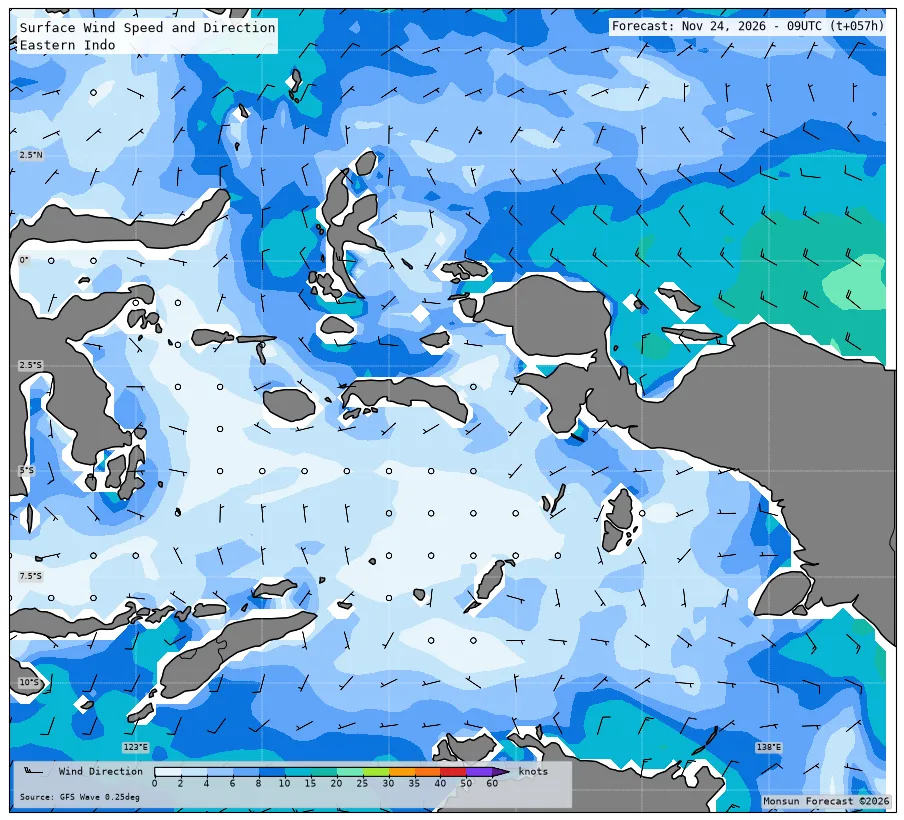 Surface Wind Speed and Direction
Eastern Indo
Forecast: Nov 24, 2026 - 09UTC (t+057h)
2.5°N
0°
2.5°S
5°S
7.5°S
10°S
123°E
138°E
Wind Direction
0 2 4 6 8 10 15 20 25 30 35 40 50 60
knots
Source: GFS Wave 0.25deg
Monsun Forecast ©2026